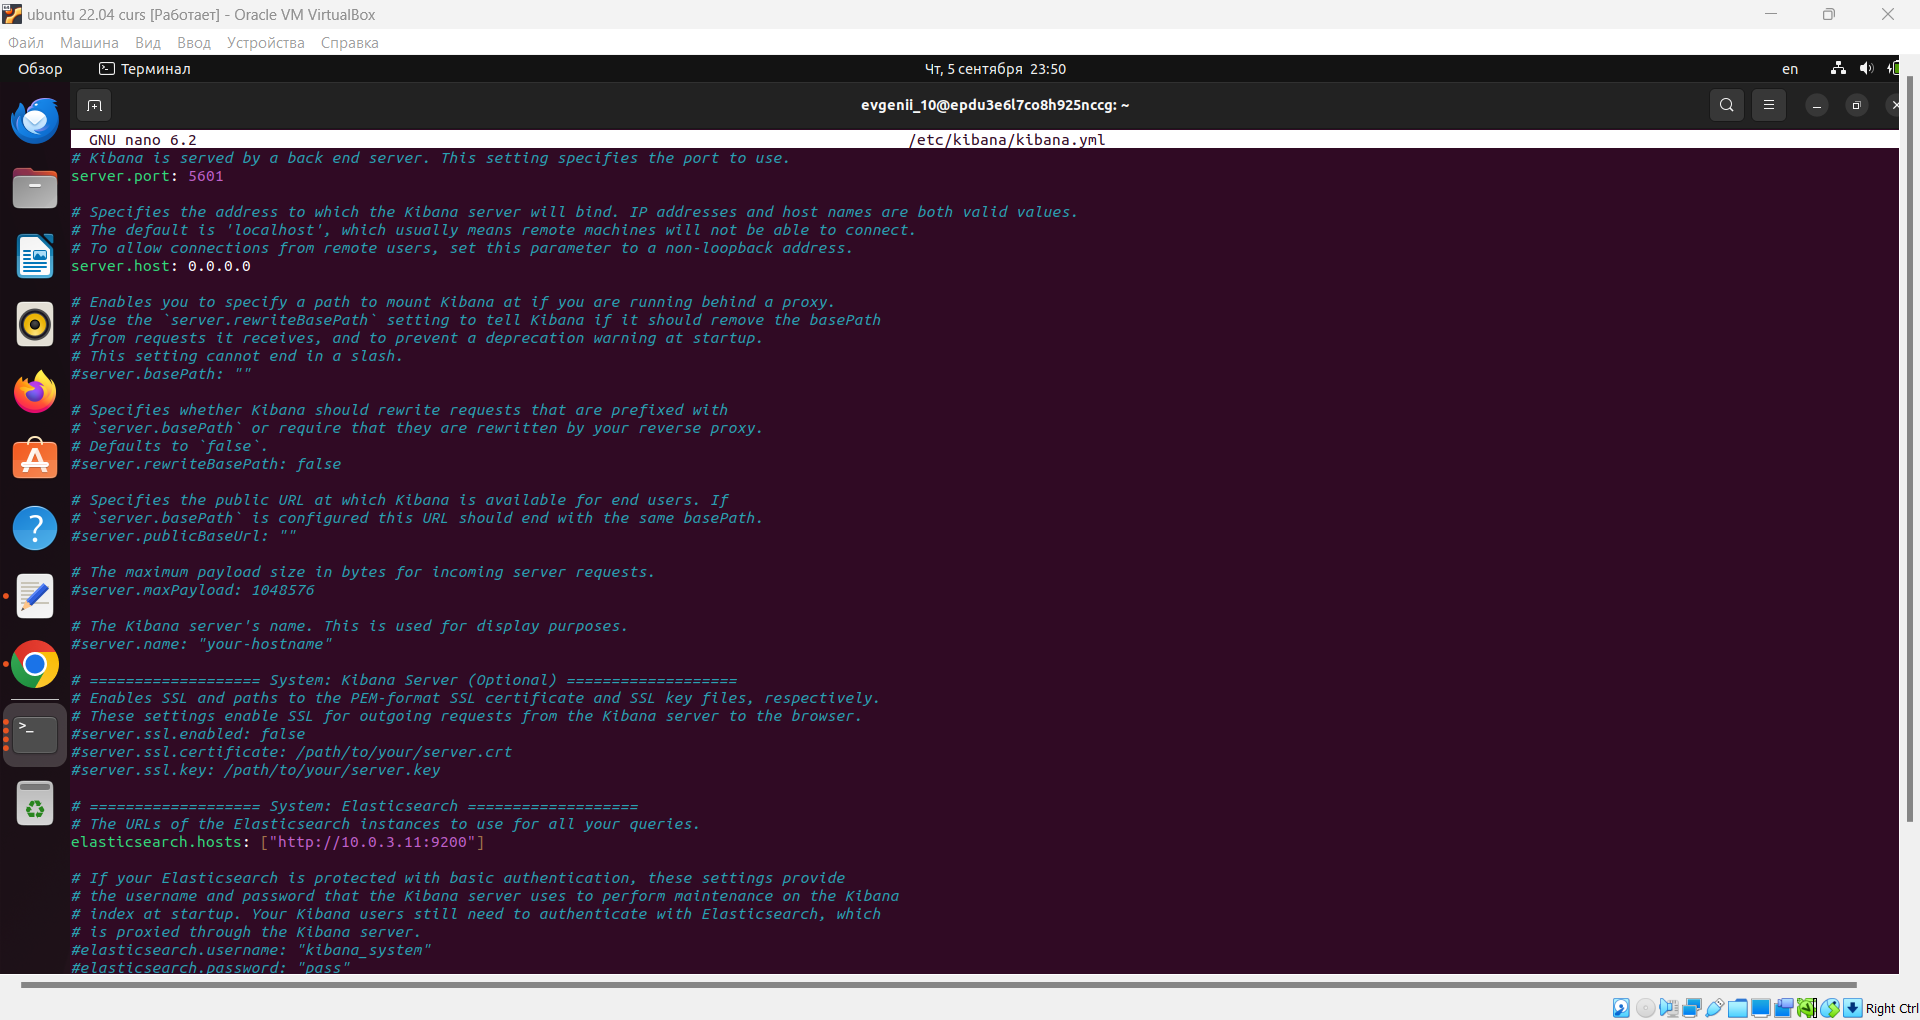 ubuntu 22.04 curs [Работает] - Oracle VM VirtualBox
Файл Машина Вид Ввод Устройства Справка
Обзор Терминал Чт, 5 сентября 23:50 en
evgenii_10@epdu3e6l7co8h925nccg: ~
GNU nano 6.2 /etc/kibana/kibana.yml
# Kibana is served by a back end server. This setting specifies the port to use.
server.port: 5601
# Specifies the address to which the Kibana server will bind. IP addresses and host names are both valid values.
# The default is 'localhost', which usually means remote machines will not be able to connect.
# To allow connections from remote users, set this parameter to a non-loopback address.
server.host: 0.0.0.0
# Enables you to specify a path to mount Kibana at if you are running behind a proxy.
# Use the `server.rewriteBasePath` setting to tell Kibana if it should remove the basePath
# from requests it receives, and to prevent a deprecation warning at startup.
# This setting cannot end in a slash.
#server.basePath: ""
# Specifies whether Kibana should rewrite requests that are prefixed with
# `server.basePath` or require that they are rewritten by your reverse proxy.
# Defaults to `false`.
#server.rewriteBasePath: false
# Specifies the public URL at which Kibana is available for end users. If
# `server.basePath` is configured this URL should end with the same basePath.
#server.publicBaseUrl: ""
# The maximum payload size in bytes for incoming server requests.
#server.maxPayload: 1048576
# The Kibana server's name. This is used for display purposes.
#server.name: "your-hostname"
# =================== System: Kibana Server (Optional) ===================
# Enables SSL and paths to the PEM-format SSL certificate and SSL key files, respectively.
# These settings enable SSL for outgoing requests from the Kibana server to the browser.
#server.ssl.enabled: false
#server.ssl.certificate: /path/to/your/server.crt
#server.ssl.key: /path/to/your/server.key
# =================== System: Elasticsearch ===================
# The URLs of the Elasticsearch instances to use for all your queries.
elasticsearch.hosts: ["http://10.0.3.11:9200"]
# If your Elasticsearch is protected with basic authentication, these settings provide
# the username and password that the Kibana server uses to perform maintenance on the Kibana
# index at startup. Your Kibana users still need to authenticate with Elasticsearch, which
# is proxied through the Kibana server.
#elasticsearch.username: "kibana_system"
#elasticsearch.password: "pass"
Right Ctrl